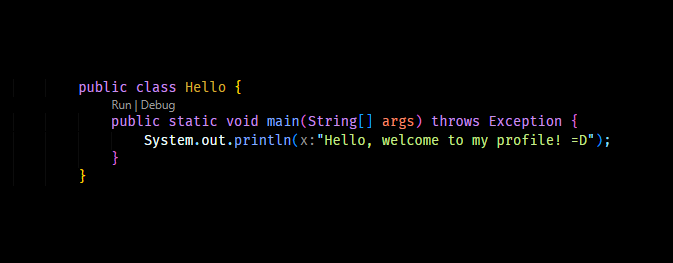 public class Hello {
Run | Debug
public static void main(String[] args) throws Exception {
System.out.println(x:"Hello, welcome to my profile! =D");
}
}